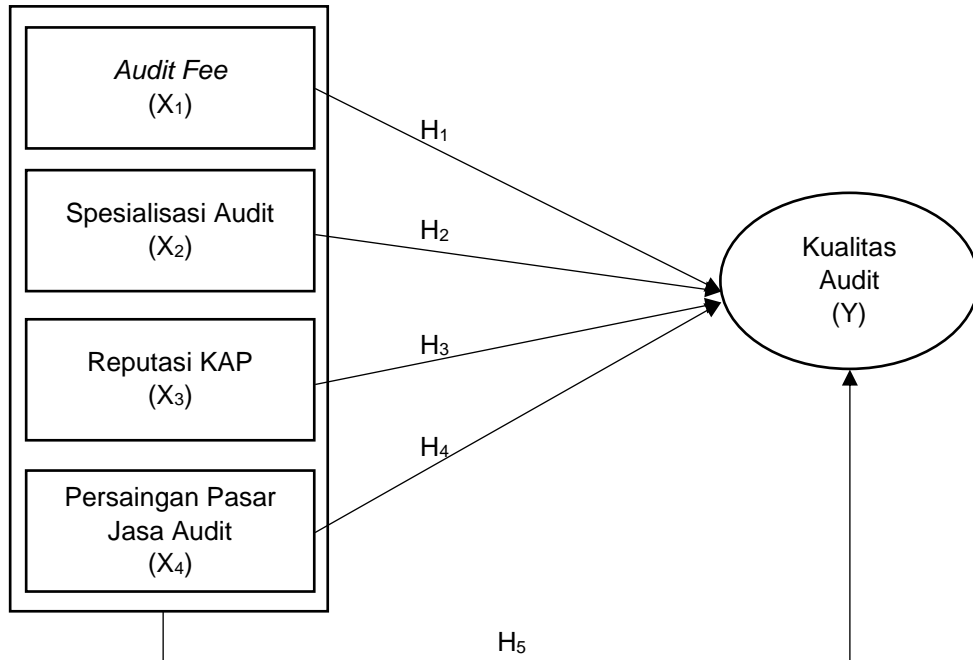 Audit Fee
(X₁)
H₁
Spesialisasi Audit
(X₂)
H₂
Kualitas
Audit
(Y)
Reputasi KAP
(X₃)
H₃
H₄
Persaingan Pasar
Jasa Audit
(X₄)
H₅